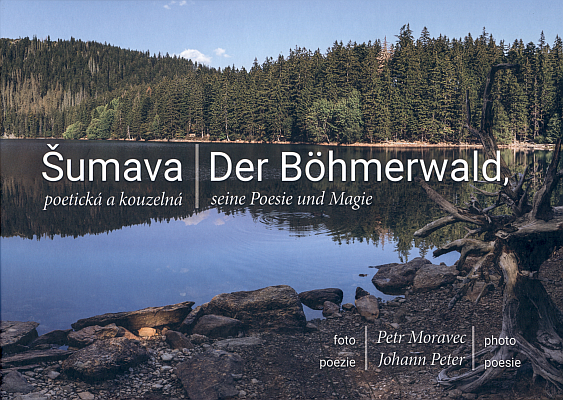 Šumava | Der Böhmerwald,
poetická a kouzelná | seine Poesie und Magie
foto | Petr Moravec | photo
poezie | Johann Peter | poesie